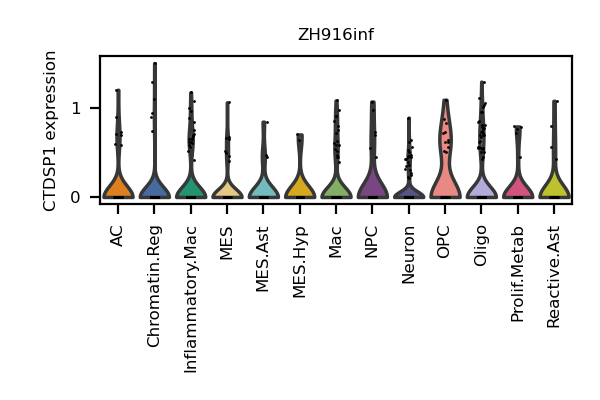 ZH916inf
CTDSP1 expression
1
0
AC
Chromatin.Reg
Inflammatory.Mac
MES
MES.Ast
MES.Hyp
Mac
NPC
Neuron
OPC
Oligo
Prolif.Metab
Reactive.Ast